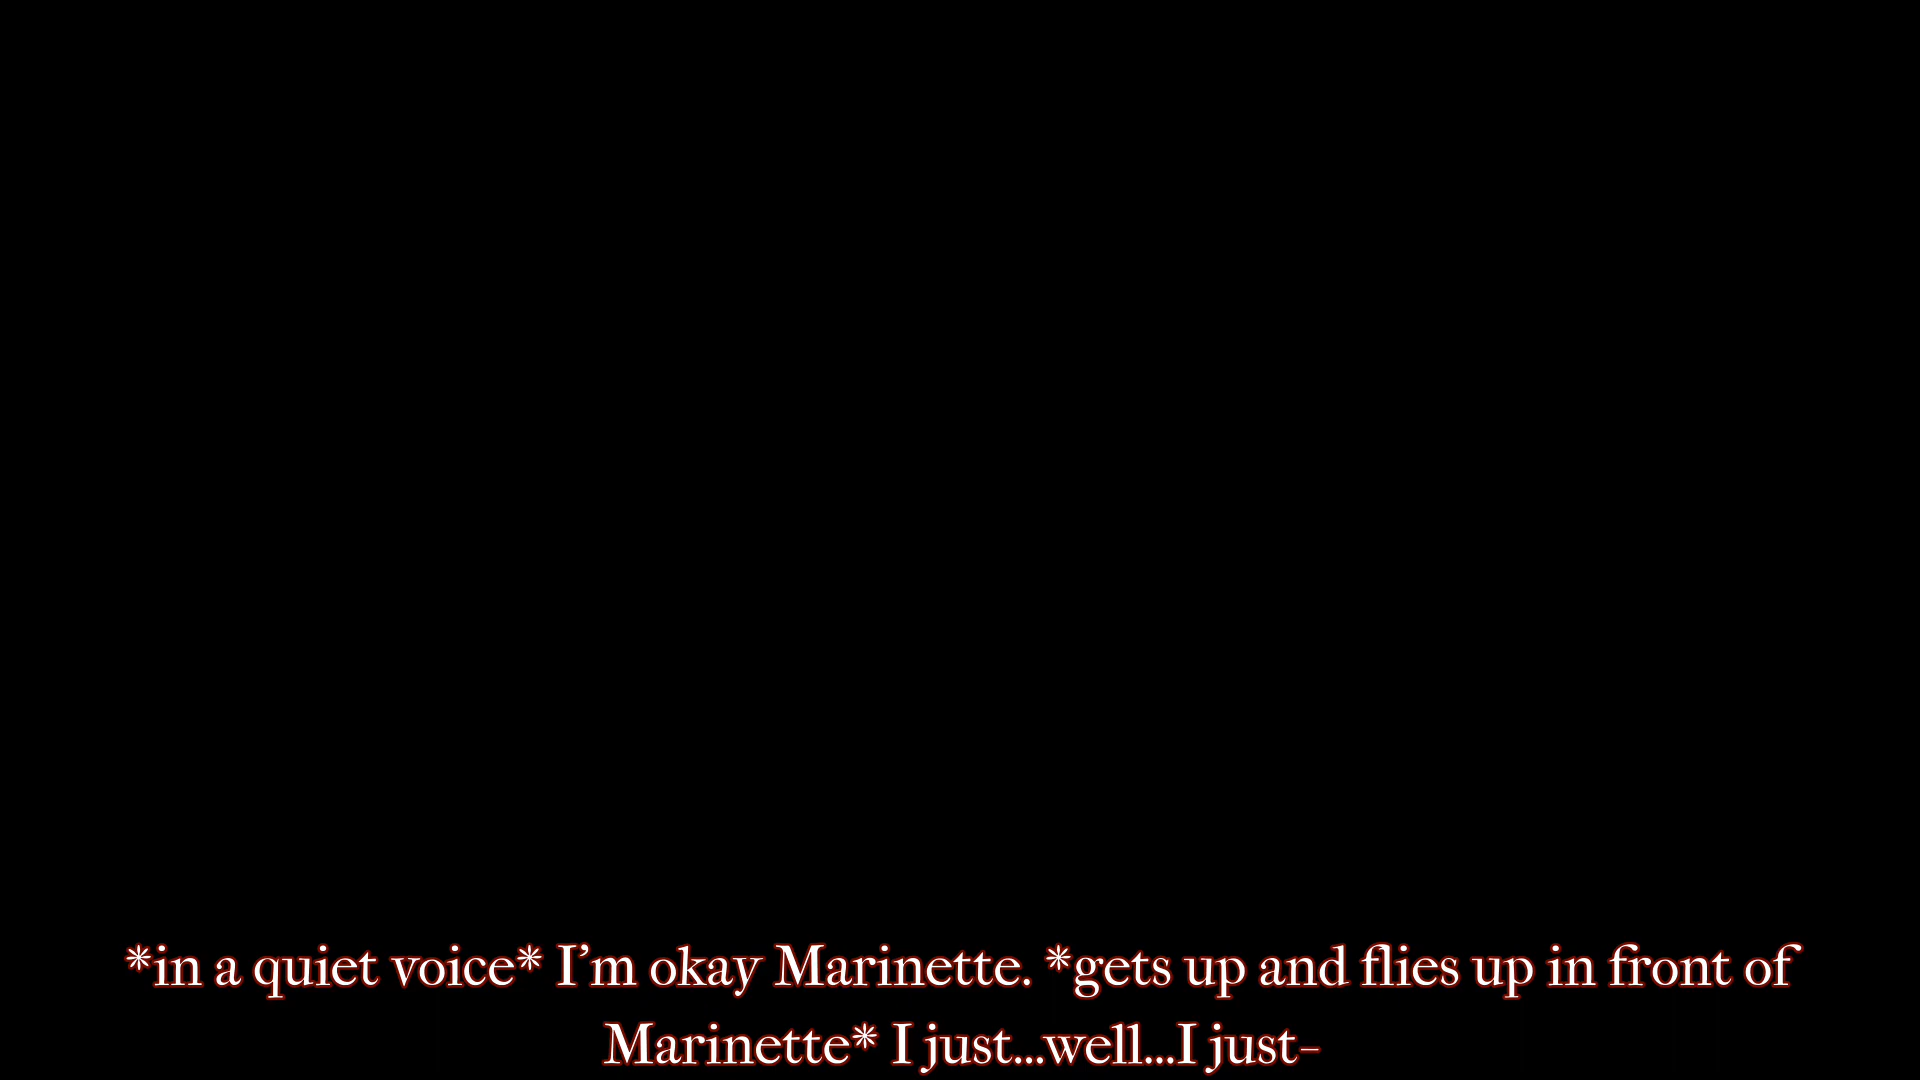 *in a quiet voice* I’m okay Marinette. *gets up and flies up in front of
Marinette* I just...well...I just-